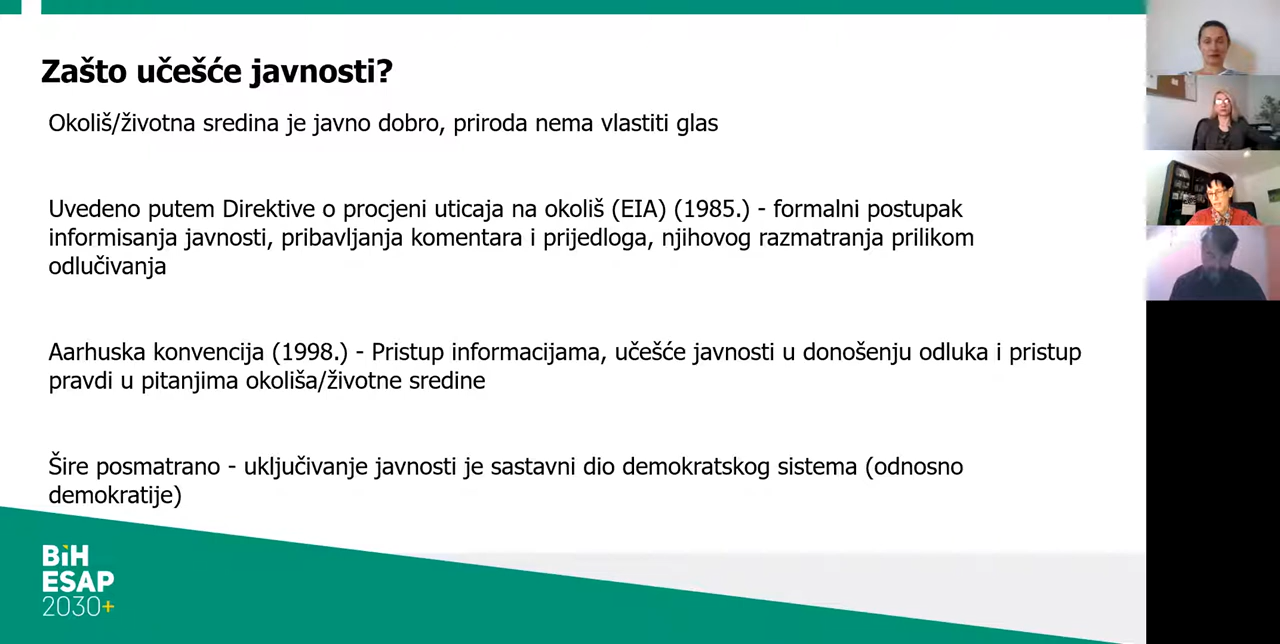 Zašto učešće javnosti?
Okoliš/životna sredina je javno dobro, priroda nema vlastiti glas
Uvedeno putem Direktive o procjeni uticaja na okoliš (EIA) (1985.) - formalni postupak
informisanja javnosti, pribavljanja komentara i prijedloga, njihovog razmatranja prilikom
odlučivanja
Aarhuska konvencija (1998.) - Pristup informacijama, učešće javnosti u donošenju odluka i pristup
pravdi u pitanjima okoliša/životne sredine
Šire posmatrano - uključivanje javnosti je sastavni dio demokratskog sistema (odnosno
demokratije)
BiH
ESAP
2030+